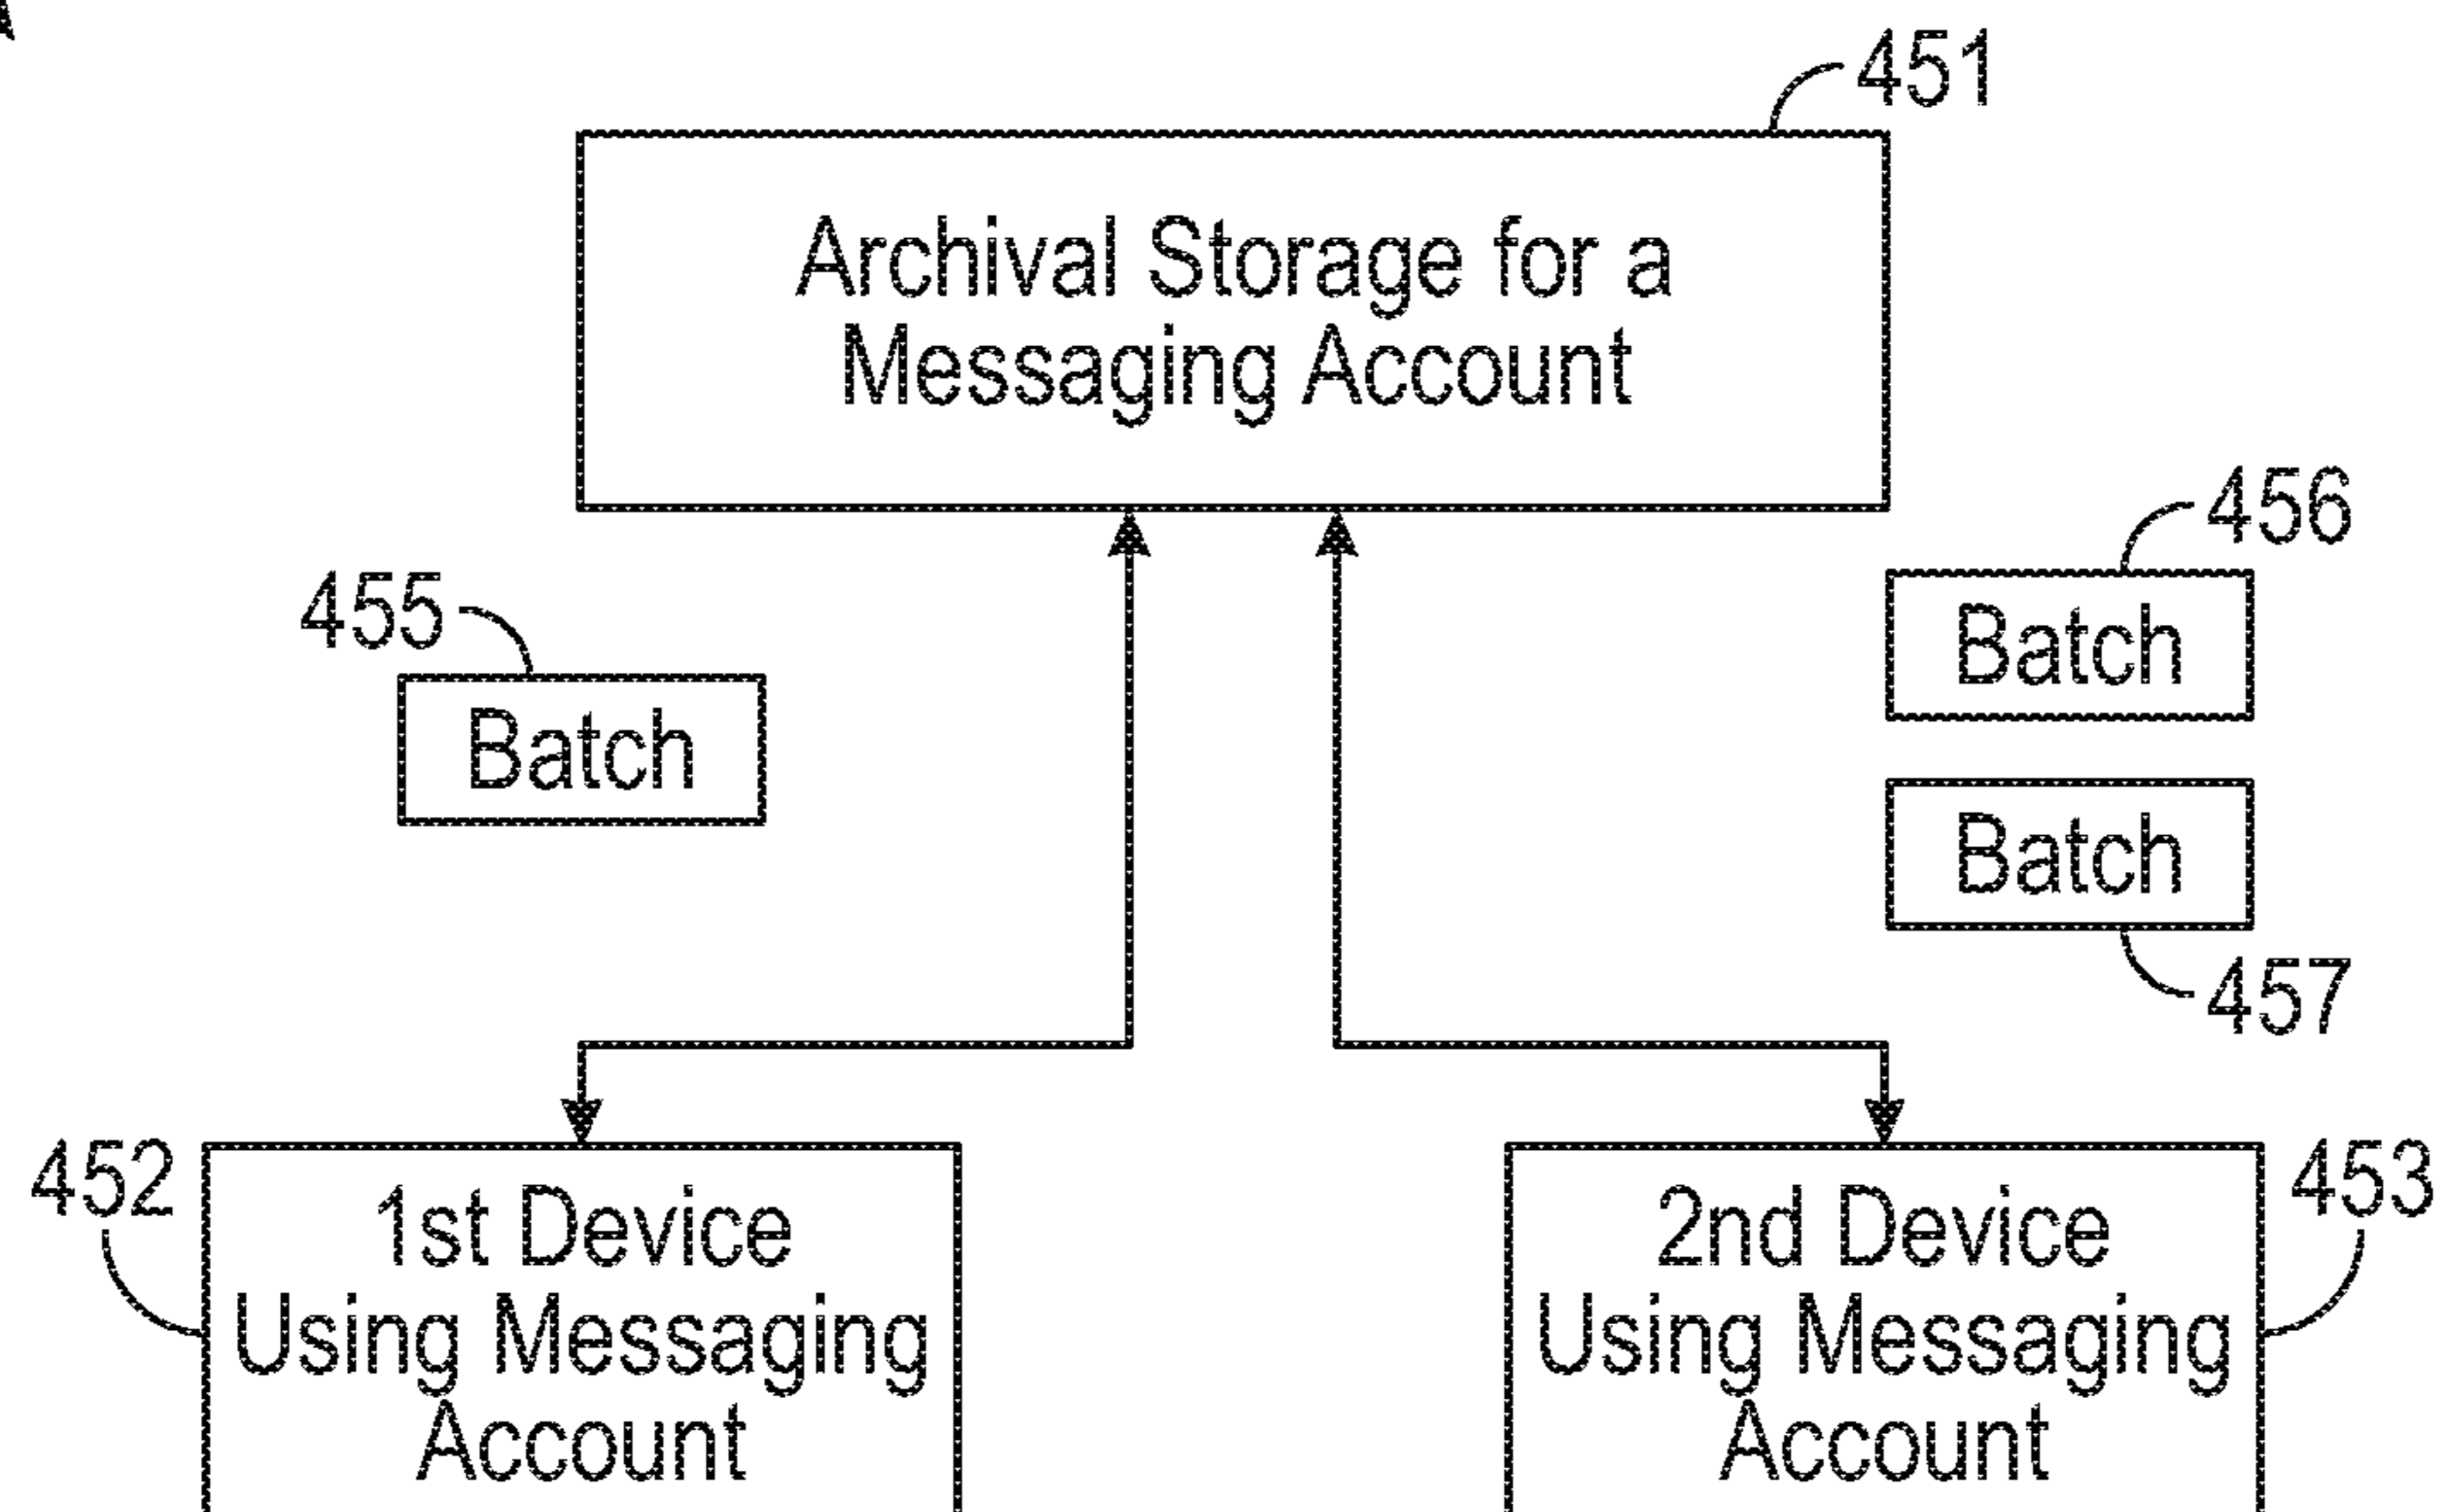 451
Archival Storage for a
Messaging Account
456
Batch
455
Batch
Batch
457
452
1st Device
Using Messaging
Account
2nd Device
Using Messaging
Account
453